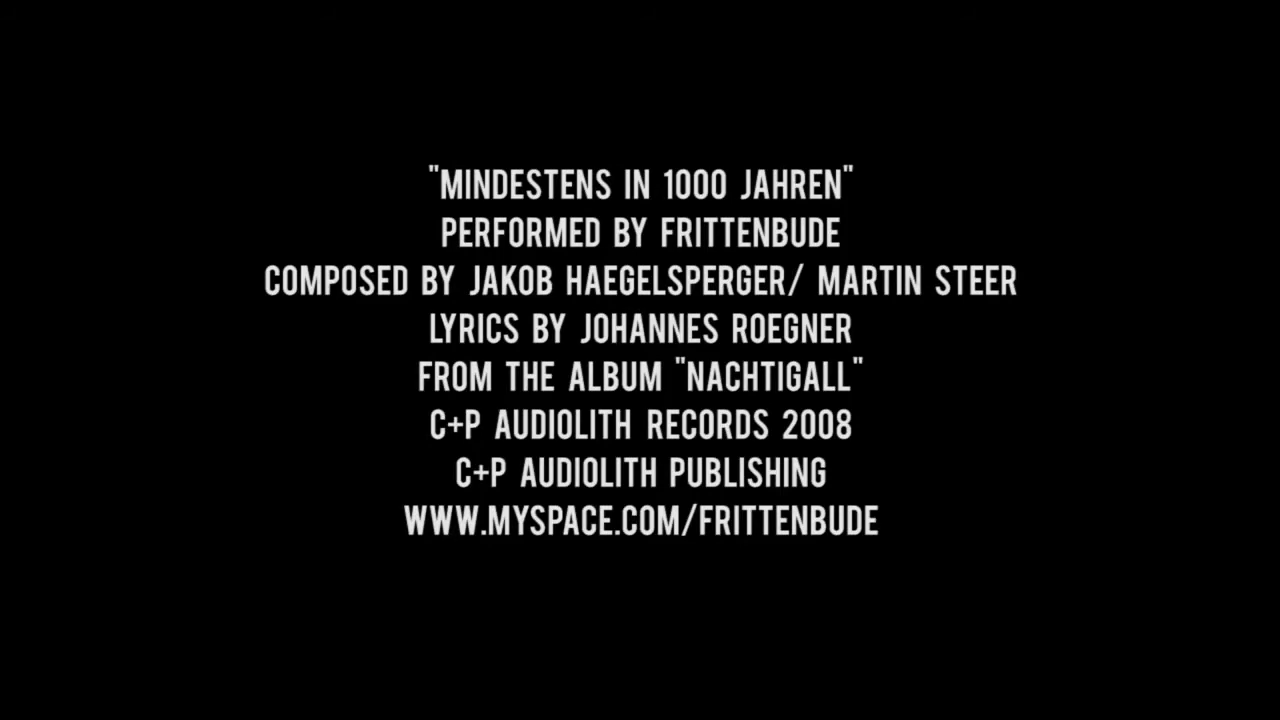 "MINDESTENS IN 1000 JAHREN"
PERFORMED BY FRITTENBUDE
COMPOSED BY JAKOB HAEGELSPERGER/ MARTIN STEER
LYRICS BY JOHANNES ROEGNER
FROM THE ALBUM "NACHTIGALL"
C+P AUDIOLITH RECORDS 2008
C+P AUDIOLITH PUBLISHING
WWW.MYSPACE.COM/FRITTENBUDE